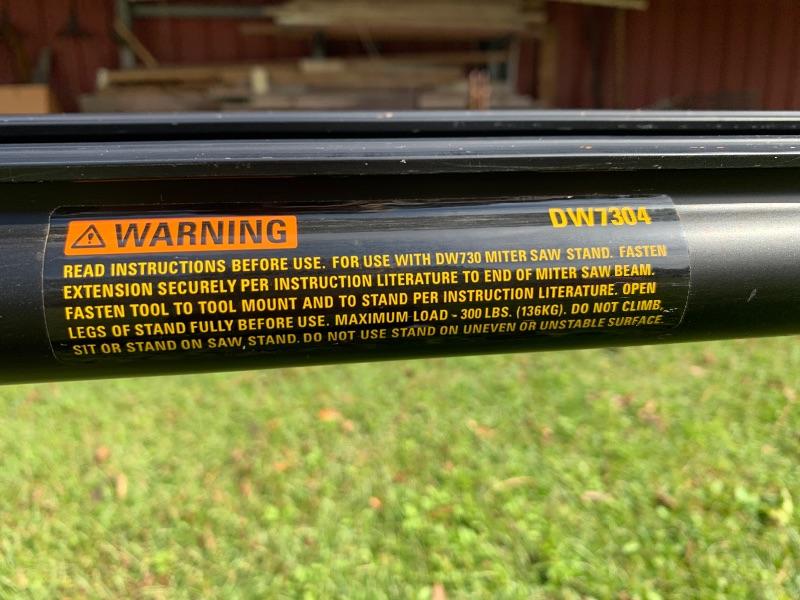 WARNING
DW7304
READ INSTRUCTIONS BEFORE USE. FOR USE WITH DW730 MITER SAW STAND. FASTEN
EXTENSION SECURELY PER INSTRUCTION LITERATURE TO END OF MITER SAW BEAM.
FASTEN TOOL TO TOOL MOUNT AND TO STAND PER INSTRUCTION LITERATURE. OPEN
LEGS OF STAND FULLY BEFORE USE. MAXIMUM LOAD - 300 LBS. (136KG). DO NOT CLIMB,
SIT OR STAND ON SAW, STAND. DO NOT USE STAND ON UNEVEN OR UNSTABLE SURFACE.